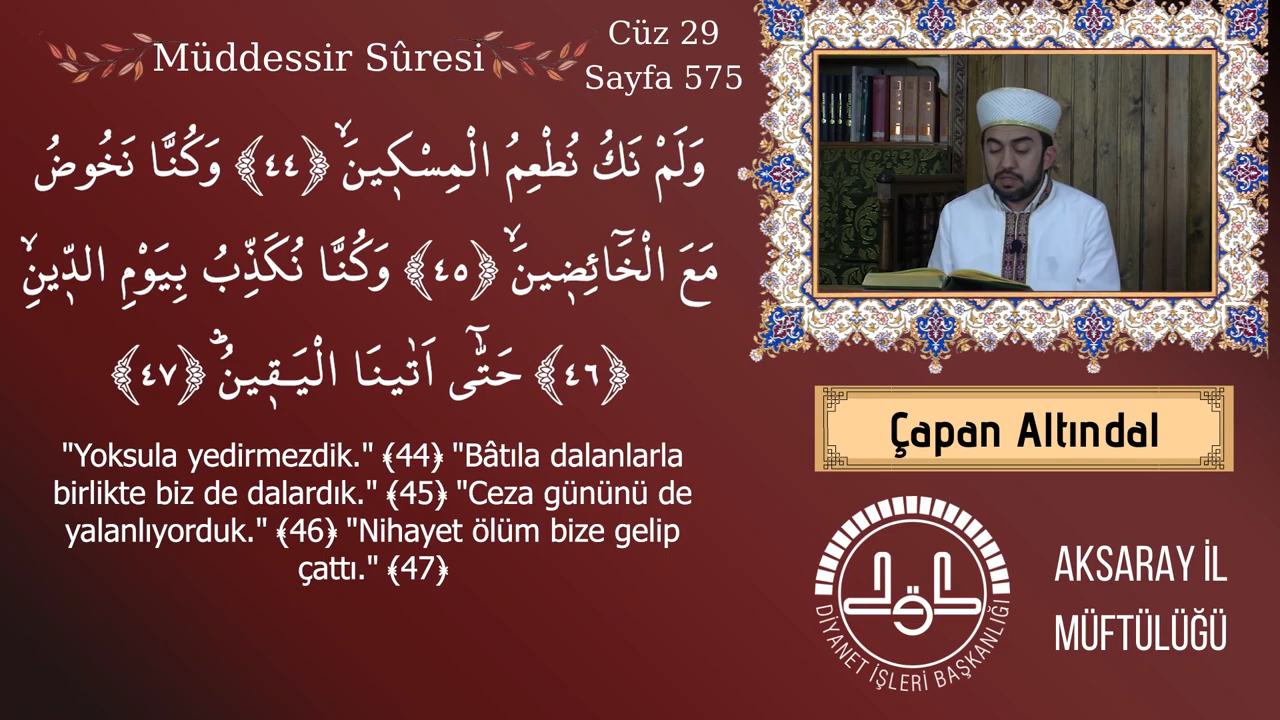 Müddessir Sûresi
Cüz 29
Sayfa 575
وَلَمْ نَكُ نُطْعِمُ الْمِسْك۪ينَۙ ﴿٤٤﴾ وَكُنَّا نَخُوضُ
مَعَ الْخَٓائِض۪ينَۙ ﴿٤٥﴾ وَكُنَّا نُكَذِّبُ بِيَوْمِ الدّ۪ينِۙ
﴿٤٦﴾ حَتّٰٓى اَتٰينَا الْيَق۪ينُۜ ﴿٤٧﴾
"Yoksula yedirmezdik." ﴾44﴿ "Bâtıla dalanlarla
birlikte biz de dalardık." ﴾45﴿ "Ceza gününü de
yalanlıyorduk." ﴾46﴿ "Nihayet ölüm bize gelip
çattı." ﴾47﴿
Çapan Altındal
DİYANET İŞLERİ BAŞKANLIĞI
AKSARAY İL
MÜFTÜLÜĞÜ